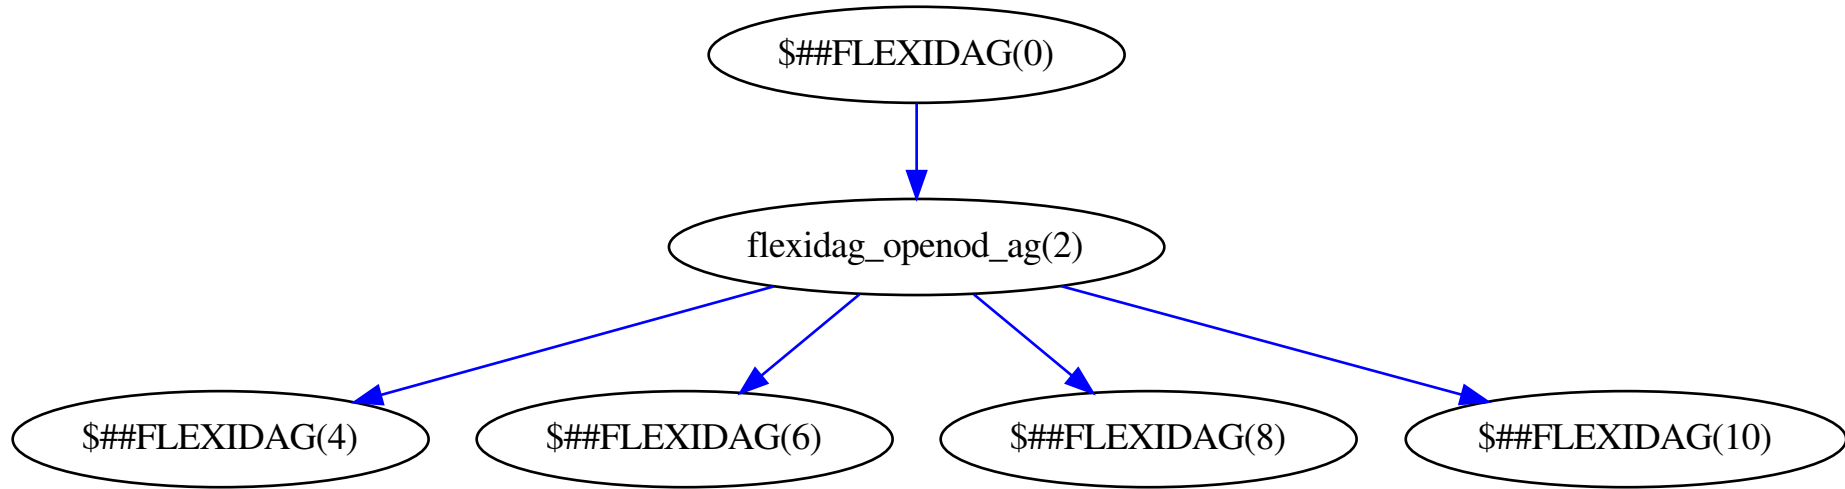 $##FLEXIDAG(0)
flexidag_openod_ag(2)
$##FLEXIDAG(4)
$##FLEXIDAG(6)
$##FLEXIDAG(8)
$##FLEXIDAG(10)